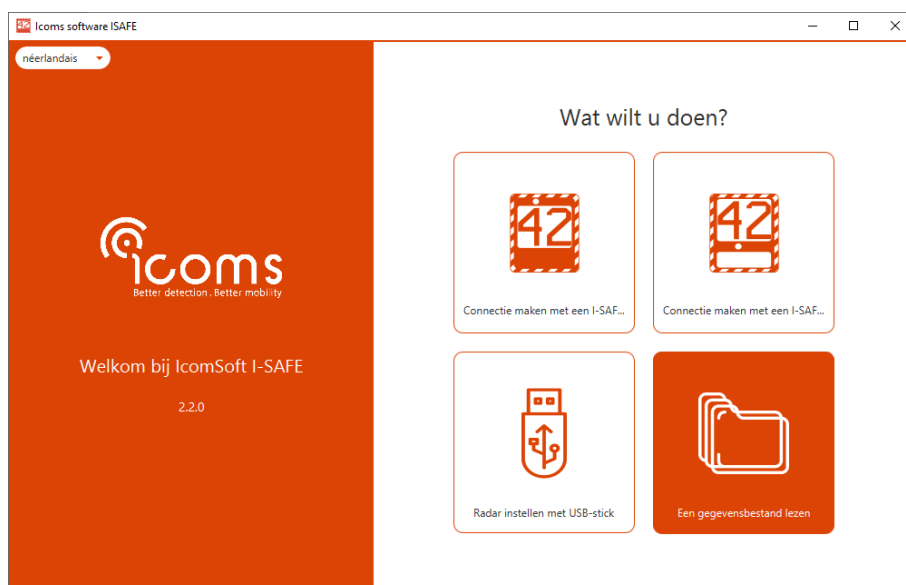 Icoms software ISAFE
néerlandais
icoms
Better detection. Better mobility
Welkom bij IcomSoft I-SAFE
2.2.0
Wat wilt u doen?
42
42
Connectie maken met een I-SAF...
Connectie maken met een I-SAF...
Radar instellen met USB-stick
Een gegevensbestand lezen